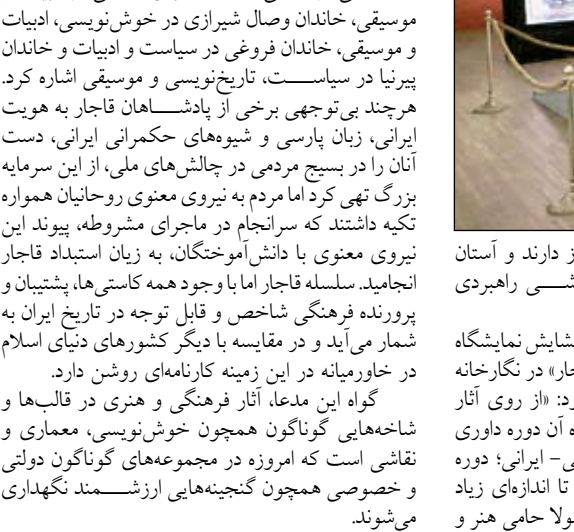 موسیقی، خاندان وصال شیرازی در خوش‌نویسی، ادبیات
و موسیقی، خاندان فروغی در سیاست و ادبیات و خاندان
پیرنیا در سیاست، تاریخ‌نویسی و موسیقی اشاره کرد.
هرچند بی‌توجهی برخی از پادشاهان قاجار به هویت
ایرانی، زبان پارسی و شیوه‌های حکمرانی ایرانی، دست
آنان را در بسیج مردمی در چالش‌های ملی، از این سرمایه
بزرگ تهی کرد اما مردم به نیروی معنوی روحانیان همواره
تکیه داشتند که سرانجام در ماجرای مشروطه، پیوند این
نیروی معنوی با دانش‌آموختگان، به زیان استبداد قاجار
انجامید. سلسله قاجار اما با وجود همه کاستی‌ها، پشتیبان و
پرورنده فرهنگی شاخص و قابل توجه در تاریخ ایران به
شمار می‌آید و در مقایسه با دیگر کشورهای دنیای اسلام
در خاورمیانه در این زمینه کارنامه‌ای روشن دارد.
گواه این مدعا، آثار فرهنگی و هنری در قالب‌ها و
شاخه‌هایی گوناگون همچون خوش‌نویسی، معماری و
نقاشی است که امروزه در مجموعه‌های گوناگون دولتی
و خصوصی همچون گنجینه‌هایی ارزشمند نگهداری
می‌شوند.
ز دارند و آستان
شی راهبردی
شایش نمایشگاه
جار» در نگارخانه
رد: «از روی آثار
ه آن دوره داوری
ی- ایرانی؛ دوره
تا اندازه‌ای زیاد
مولا حامی هنر و